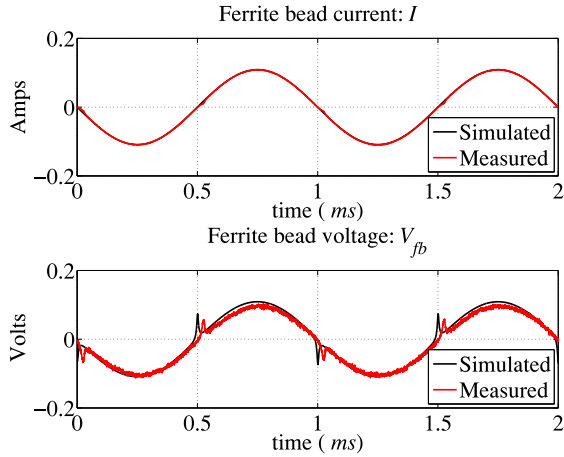 Ferrite bead current: I
0.2
0
−0.2
Amps
Simulated
Measured
0 0.5 1 1.5 2
time ( ms)
Ferrite bead voltage: V_fb
0.2
0
−0.2
Volts
Simulated
Measured
0 0.5 1 1.5 2
time ( ms)